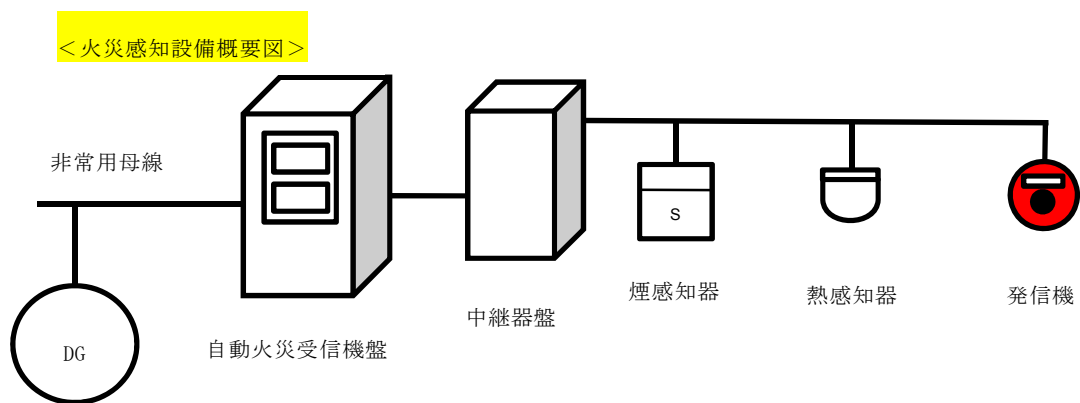 <火災感知設備概要図>
非常用母線
S
煙感知器
熱感知器
発信機
中継器盤
自動火災受信機盤
DG